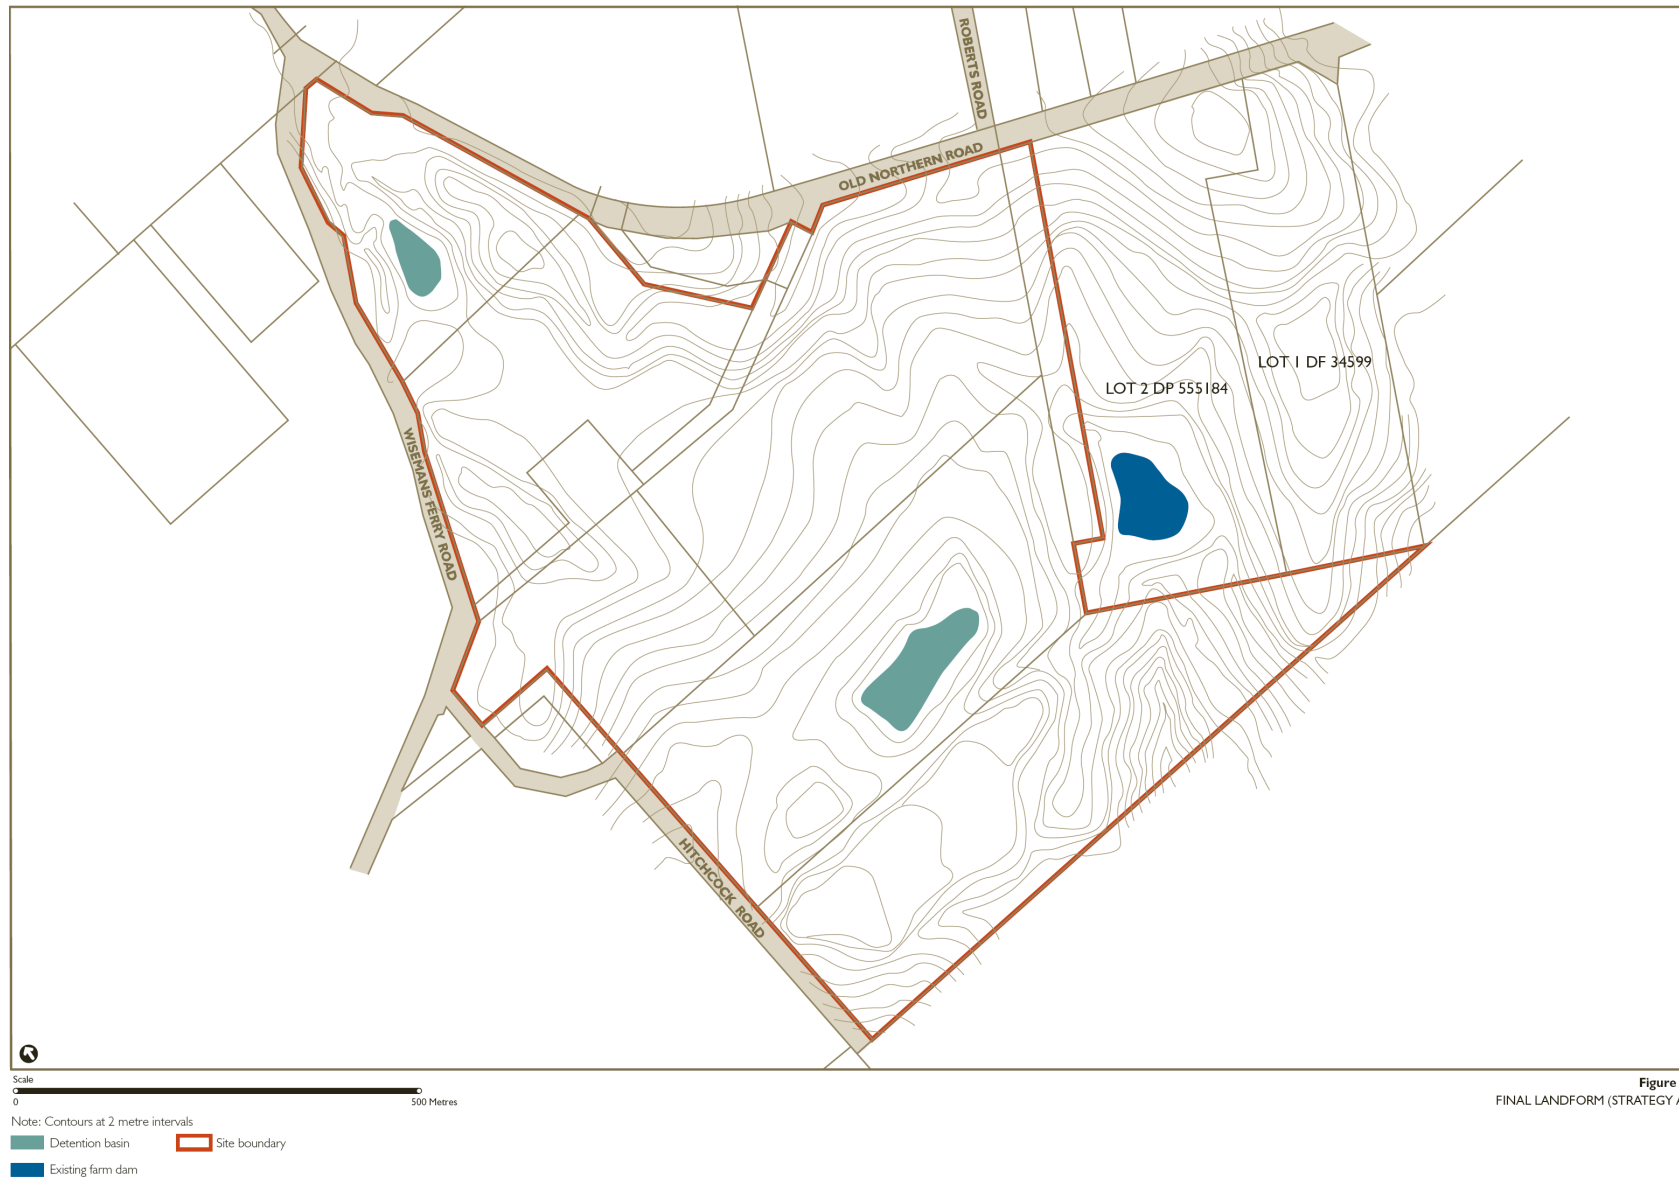 ROBERTS ROAD
OLD NORTHERN ROAD
LOT 1 DF 34599
LOT 2 DP 555184
WISEMANS FERRY ROAD
HITCHCOCK ROAD
Scale
0 500 Metres
Note: Contours at 2 metre intervals
Detention basin Site boundary
Existing farm dam
Figure
FINAL LANDFORM (STRATEGY A